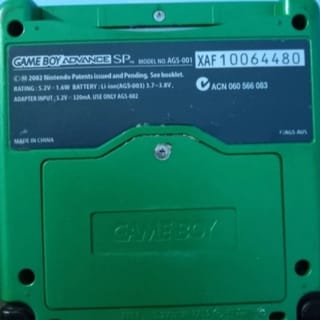 GAME BOY ADVANCE SP™ MODEL NO. AGS-001 XAF10064480
©Ⓜ 2002 Nintendo Patents issued and Pending. See booklet.
RATING : 5.2V⎓1.6W BATTERY : Li-ion(AGS-003) 3.7⎓3.8V,
ADAPTER INPUT : 5.2V⎓320mA. USE ONLY AGS-002
ACN 060 566 083
MADE IN CHINA
GAME BOY